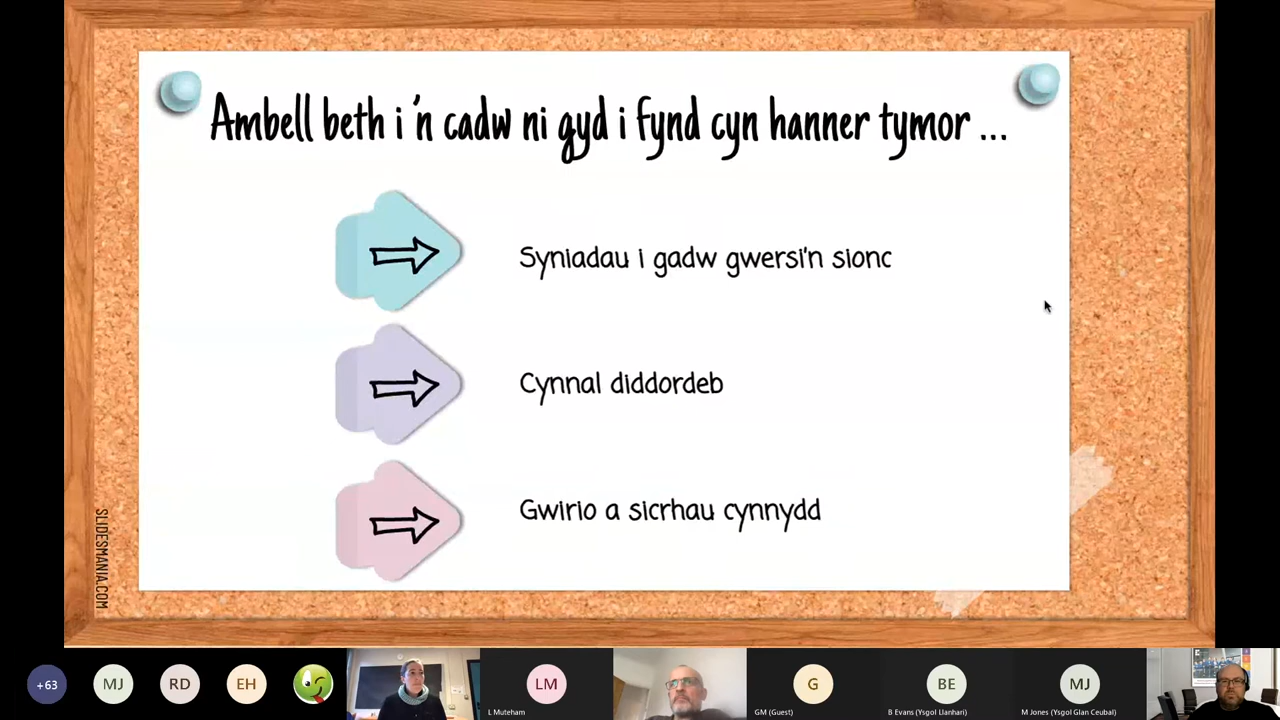 Ambell beth i 'n cadw ni gyd i fynd cyn hanner tymor ...
Syniadau i gadw gwersi'n sionc
Cynnal diddordeb
Gwirio a sicrhau cynnydd
SLIDESMANIA.COM
+63
MJ
RD
EH
LM
L Muteham
G
GM (Guest)
BE
B Evans (Ysgol Llanhari)
MJ
M Jones (Ysgol Glan Ceubal)